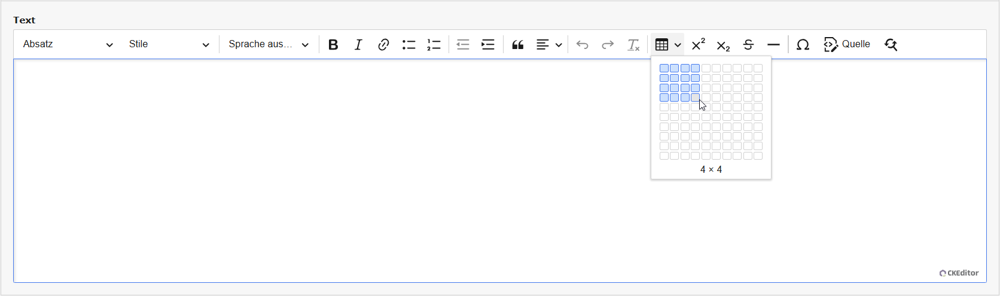 Text
Absatz Stile Sprache aus... B I Quelle
4 × 4
CKEditor